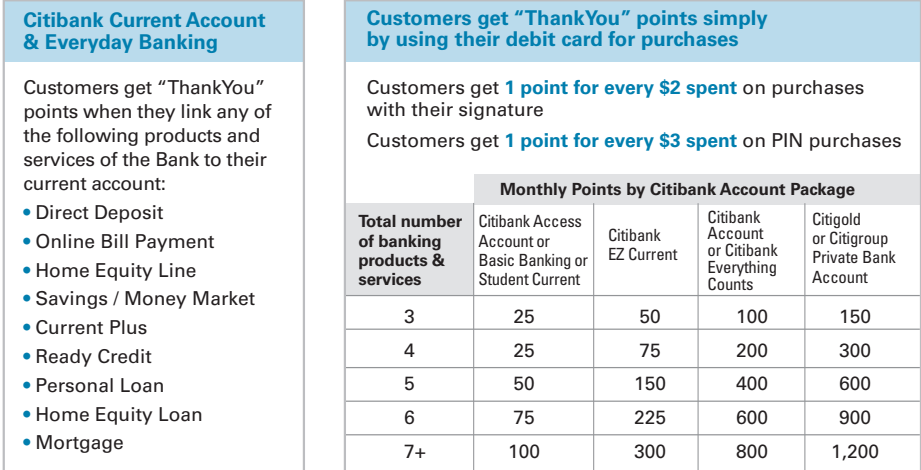 Citibank Current Account
& Everyday Banking
Customers get “ThankYou”
points when they link any of
the following products and
services of the Bank to their
current account:
• Direct Deposit
• Online Bill Payment
• Home Equity Line
• Savings / Money Market
• Current Plus
• Ready Credit
• Personal Loan
• Home Equity Loan
• Mortgage
Customers get “ThankYou” points simply
by using their debit card for purchases
Customers get 1 point for every $2 spent on purchases
with their signature
Customers get 1 point for every $3 spent on PIN purchases
Monthly Points by Citibank Account Package
Total number
of banking
products &
services
Citibank Access
Account or
Basic Banking or
Student Current
Citibank
EZ Current
Citibank
Account
or Citibank
Everything
Counts
Citigold
or Citigroup
Private Bank
Account
3 25 50 100 150
4 25 75 200 300
5 50 150 400 600
6 75 225 600 900
7+ 100 300 800 1,200